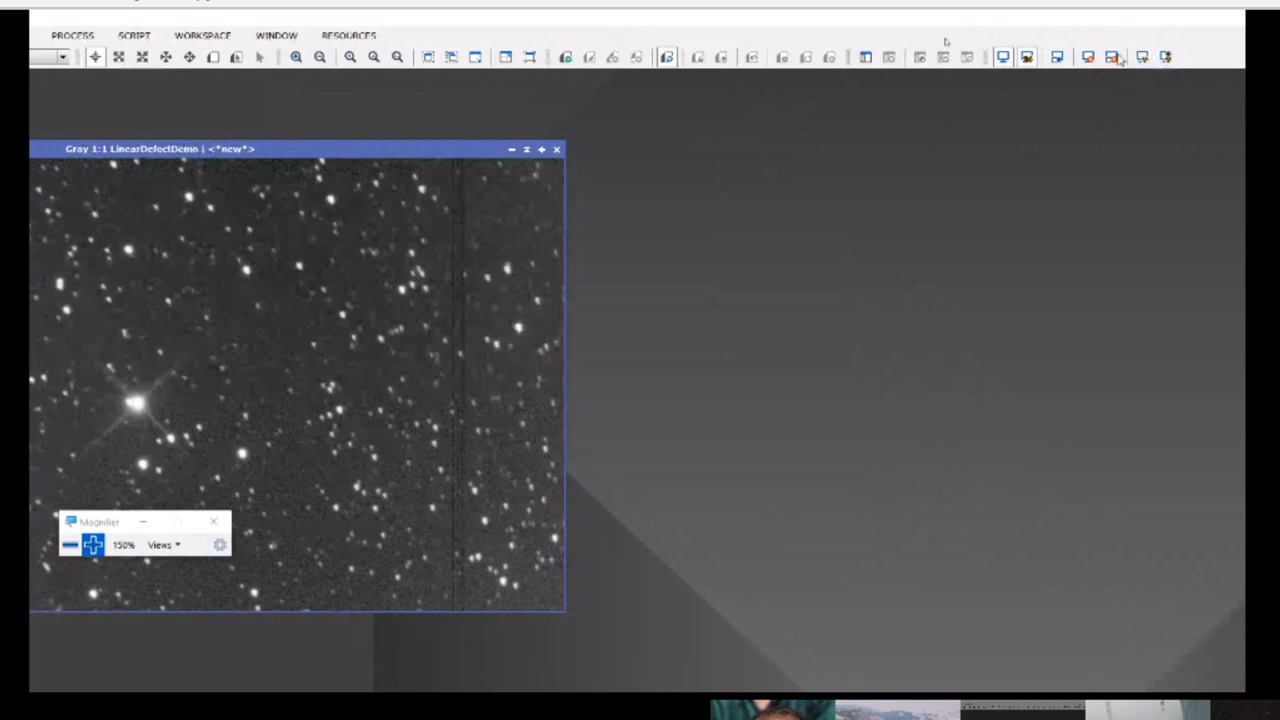 PROCESS SCRIPT WORKSPACE WINDOW RESOURCES
Gray 1:1 LinearDefectDemo | <*new*>
Magnifier
150% Views